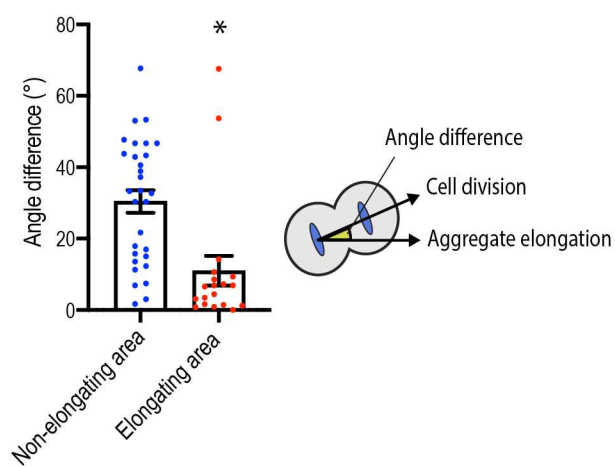 *
80
60
40
20
0
Angle difference (°)
Non-elongating area
Elongating area
Angle difference
Cell division
Aggregate elongation